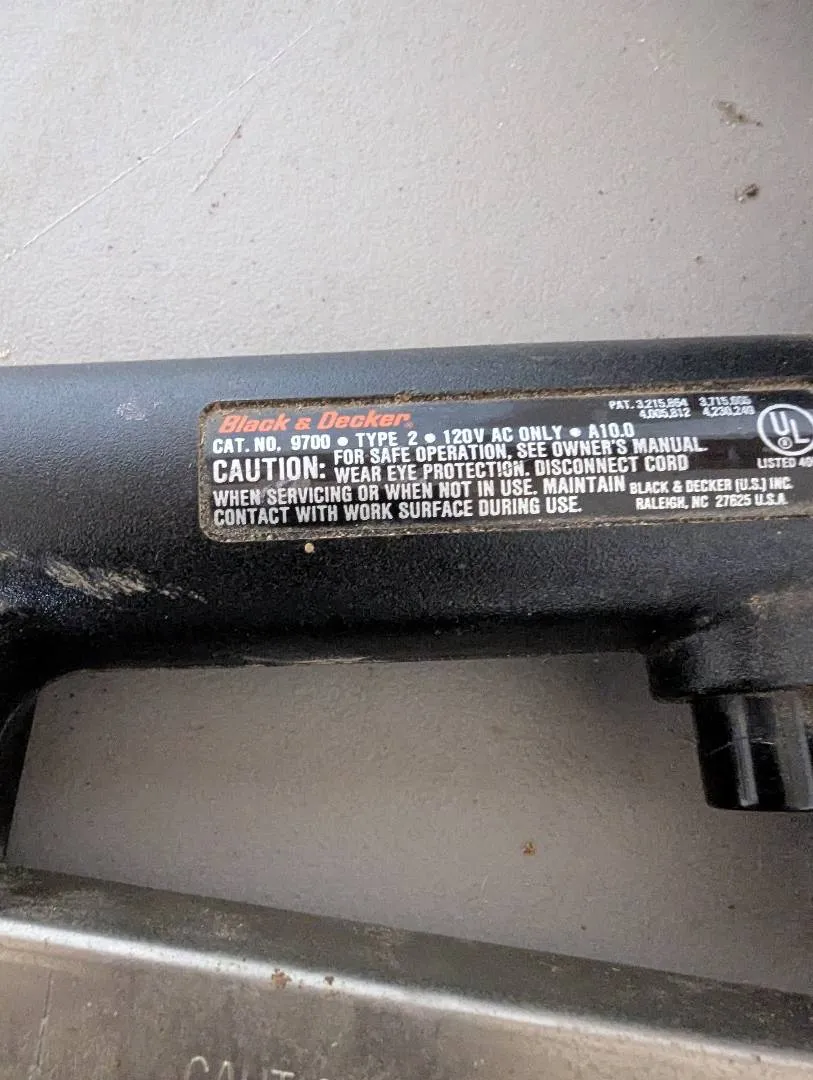 Black & Decker®
PAT. 3,215,864 3,715,605
4,005,812 4,230,249
CAT. NO. 9700 • TYPE 2 • 120V AC ONLY • A10.0
CAUTION: FOR SAFE OPERATION, SEE OWNER'S MANUAL.
WEAR EYE PROTECTION. DISCONNECT CORD
WHEN SERVICING OR WHEN NOT IN USE. MAINTAIN
CONTACT WITH WORK SURFACE DURING USE.
UL
®
LISTED
BLACK & DECKER (U.S.) INC.
RALEIGH, NC 27625 U.S.A.